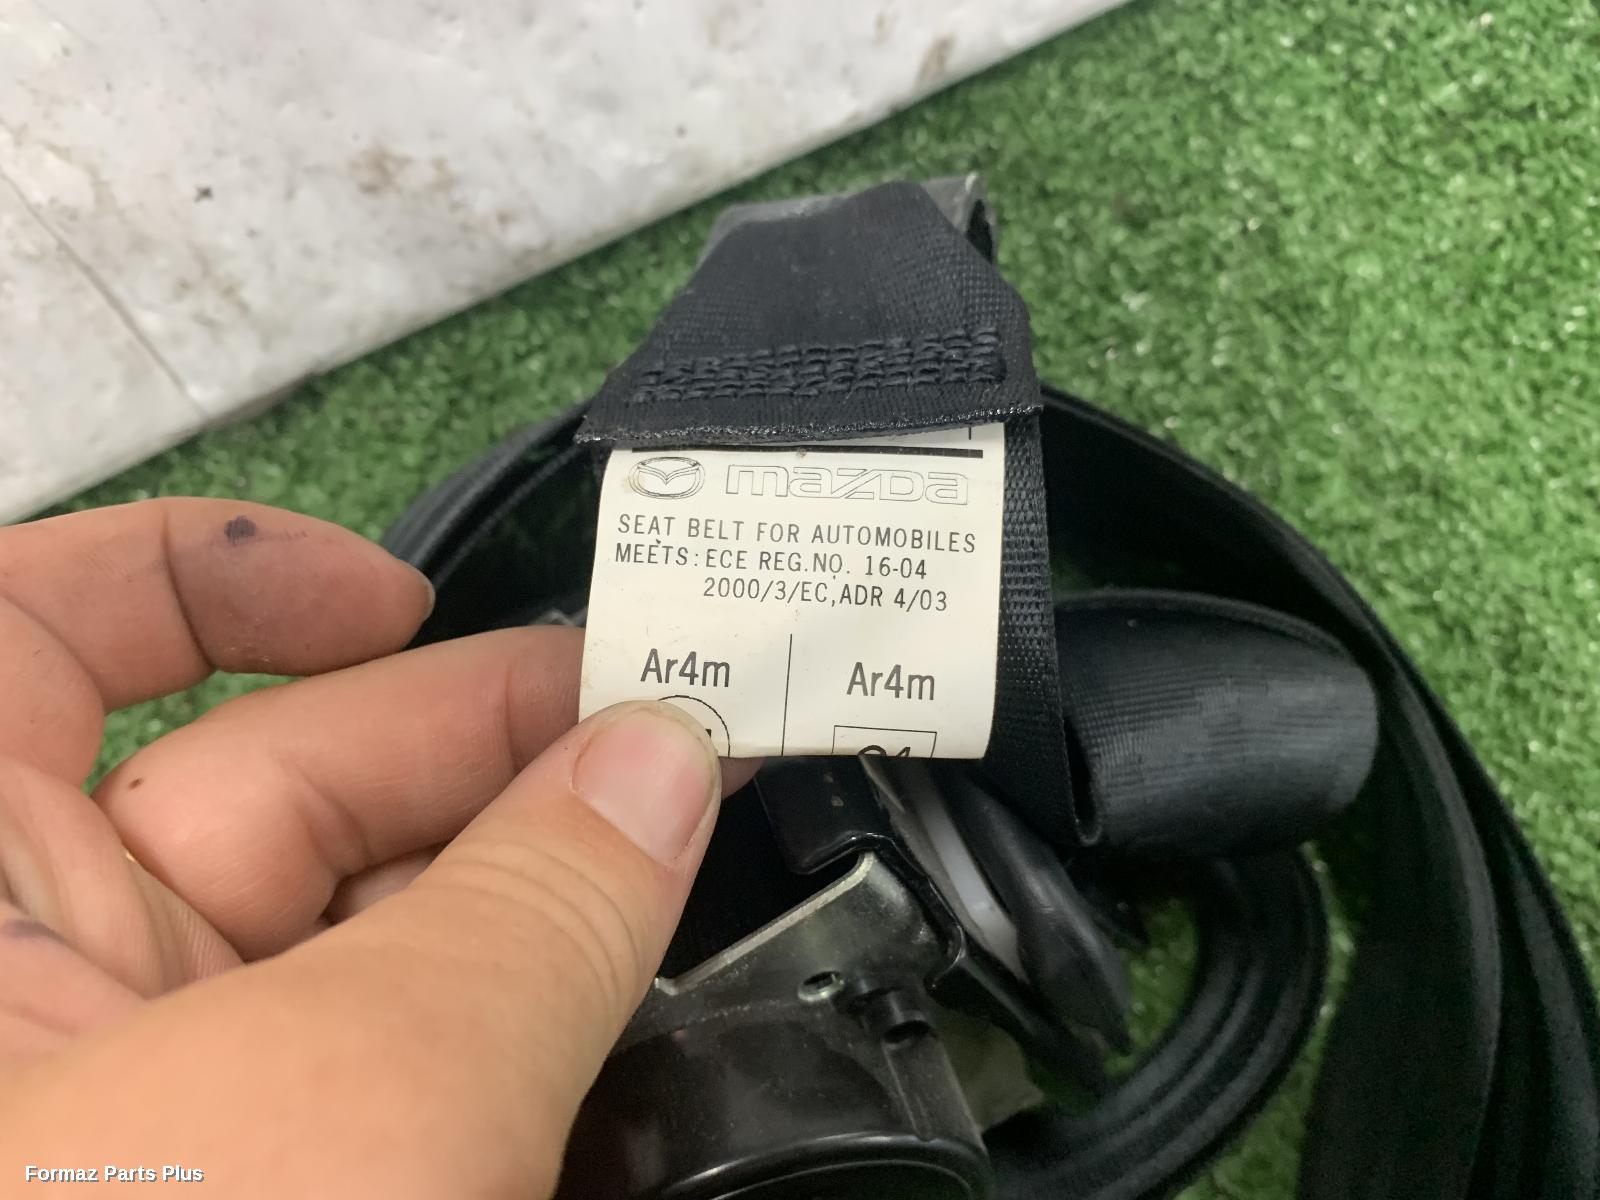 mazda
SEAT BELT FOR AUTOMOBILES
MEETS: ECE REG.NO. 16-04
2000/3/EC,ADR 4/03
Ar4m
Ar4m
Formaz Parts Plus